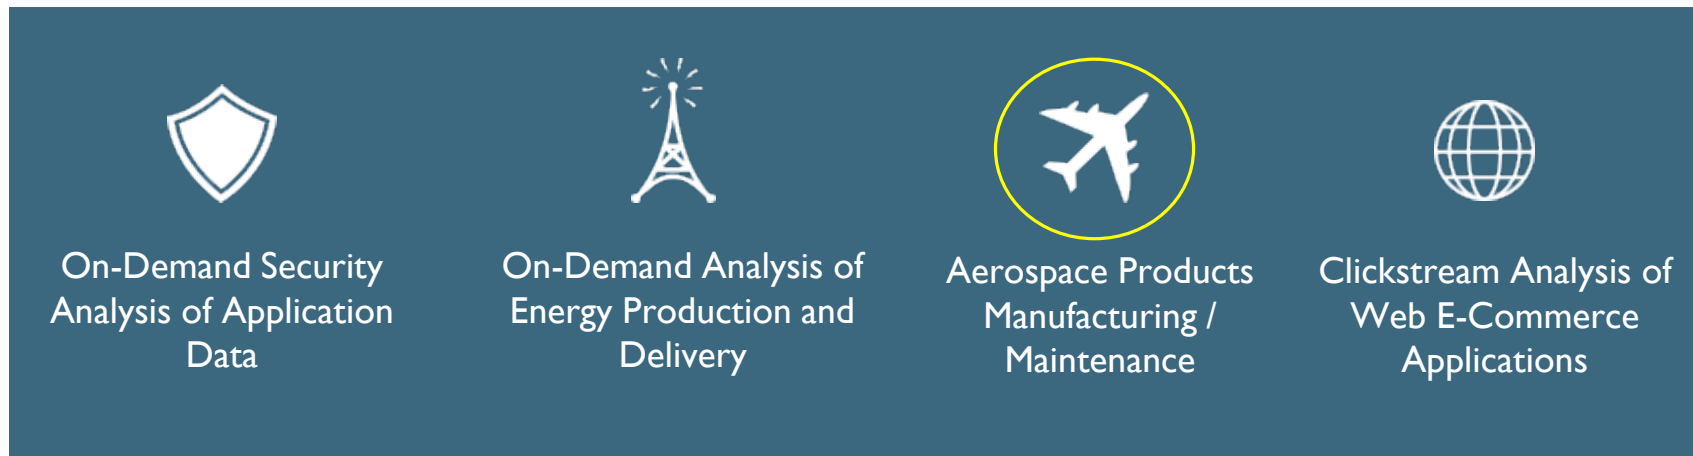 On-Demand Security
Analysis of Application
Data
On-Demand Analysis of
Energy Production and
Delivery
Aerospace Products
Manufacturing /
Maintenance
Clickstream Analysis of
Web E-Commerce
Applications